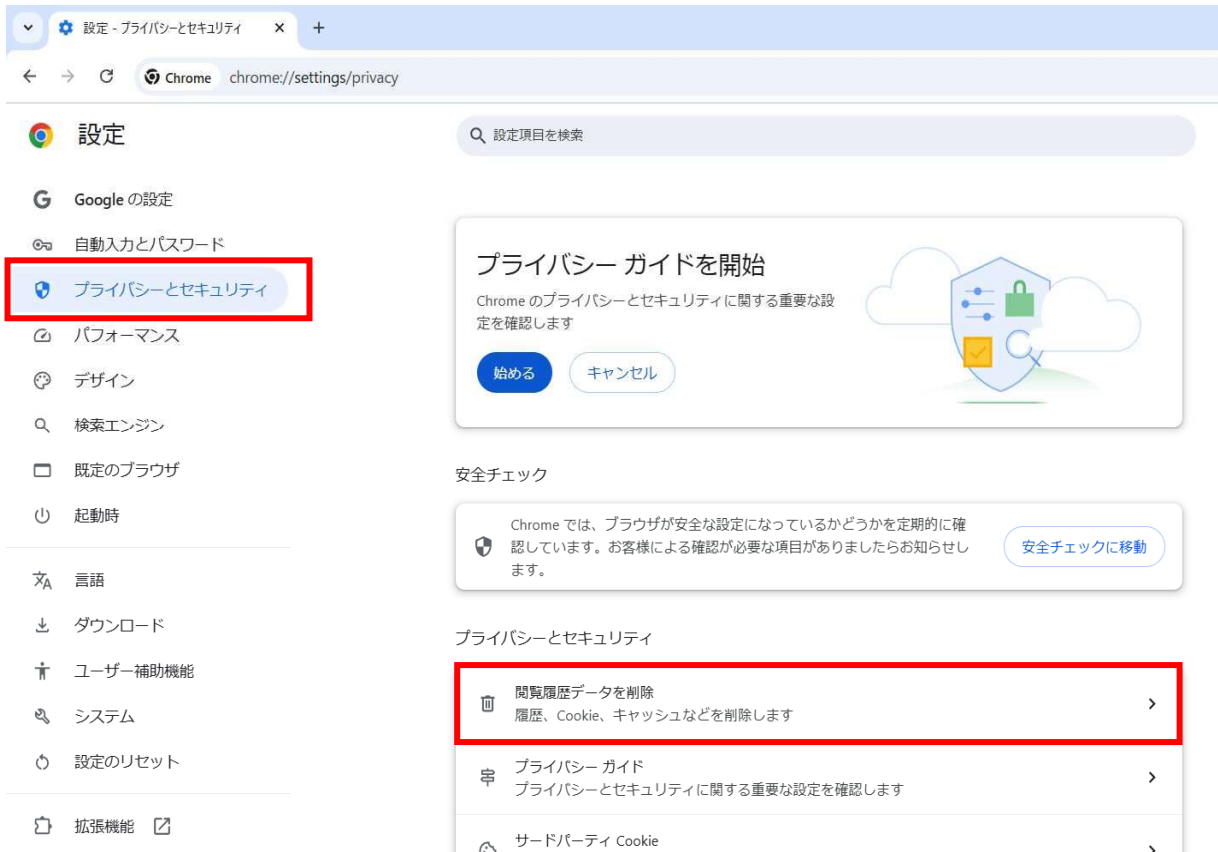 設定 - プライバシーとセキュリティ
Chrome chrome://settings/privacy
設定
設定項目を検索
Google の設定
自動入力とパスワード
プライバシーとセキュリティ
パフォーマンス
デザイン
検索エンジン
既定のブラウザ
起動時
言語
ダウンロード
ユーザー補助機能
システム
設定のリセット
拡張機能
プライバシー ガイドを開始
Chrome のプライバシーとセキュリティに関する重要な設
定を確認します
始める キャンセル
安全チェック
Chrome では、ブラウザが安全な設定になっているかどうかを定期的に確
認しています。お客様による確認が必要な項目がありましたらお知らせし
ます。
安全チェックに移動
プライバシーとセキュリティ
閲覧履歴データを削除
履歴、Cookie、キャッシュなどを削除します
プライバシー ガイド
プライバシーとセキュリティに関する重要な設定を確認します
サードパーティ Cookie